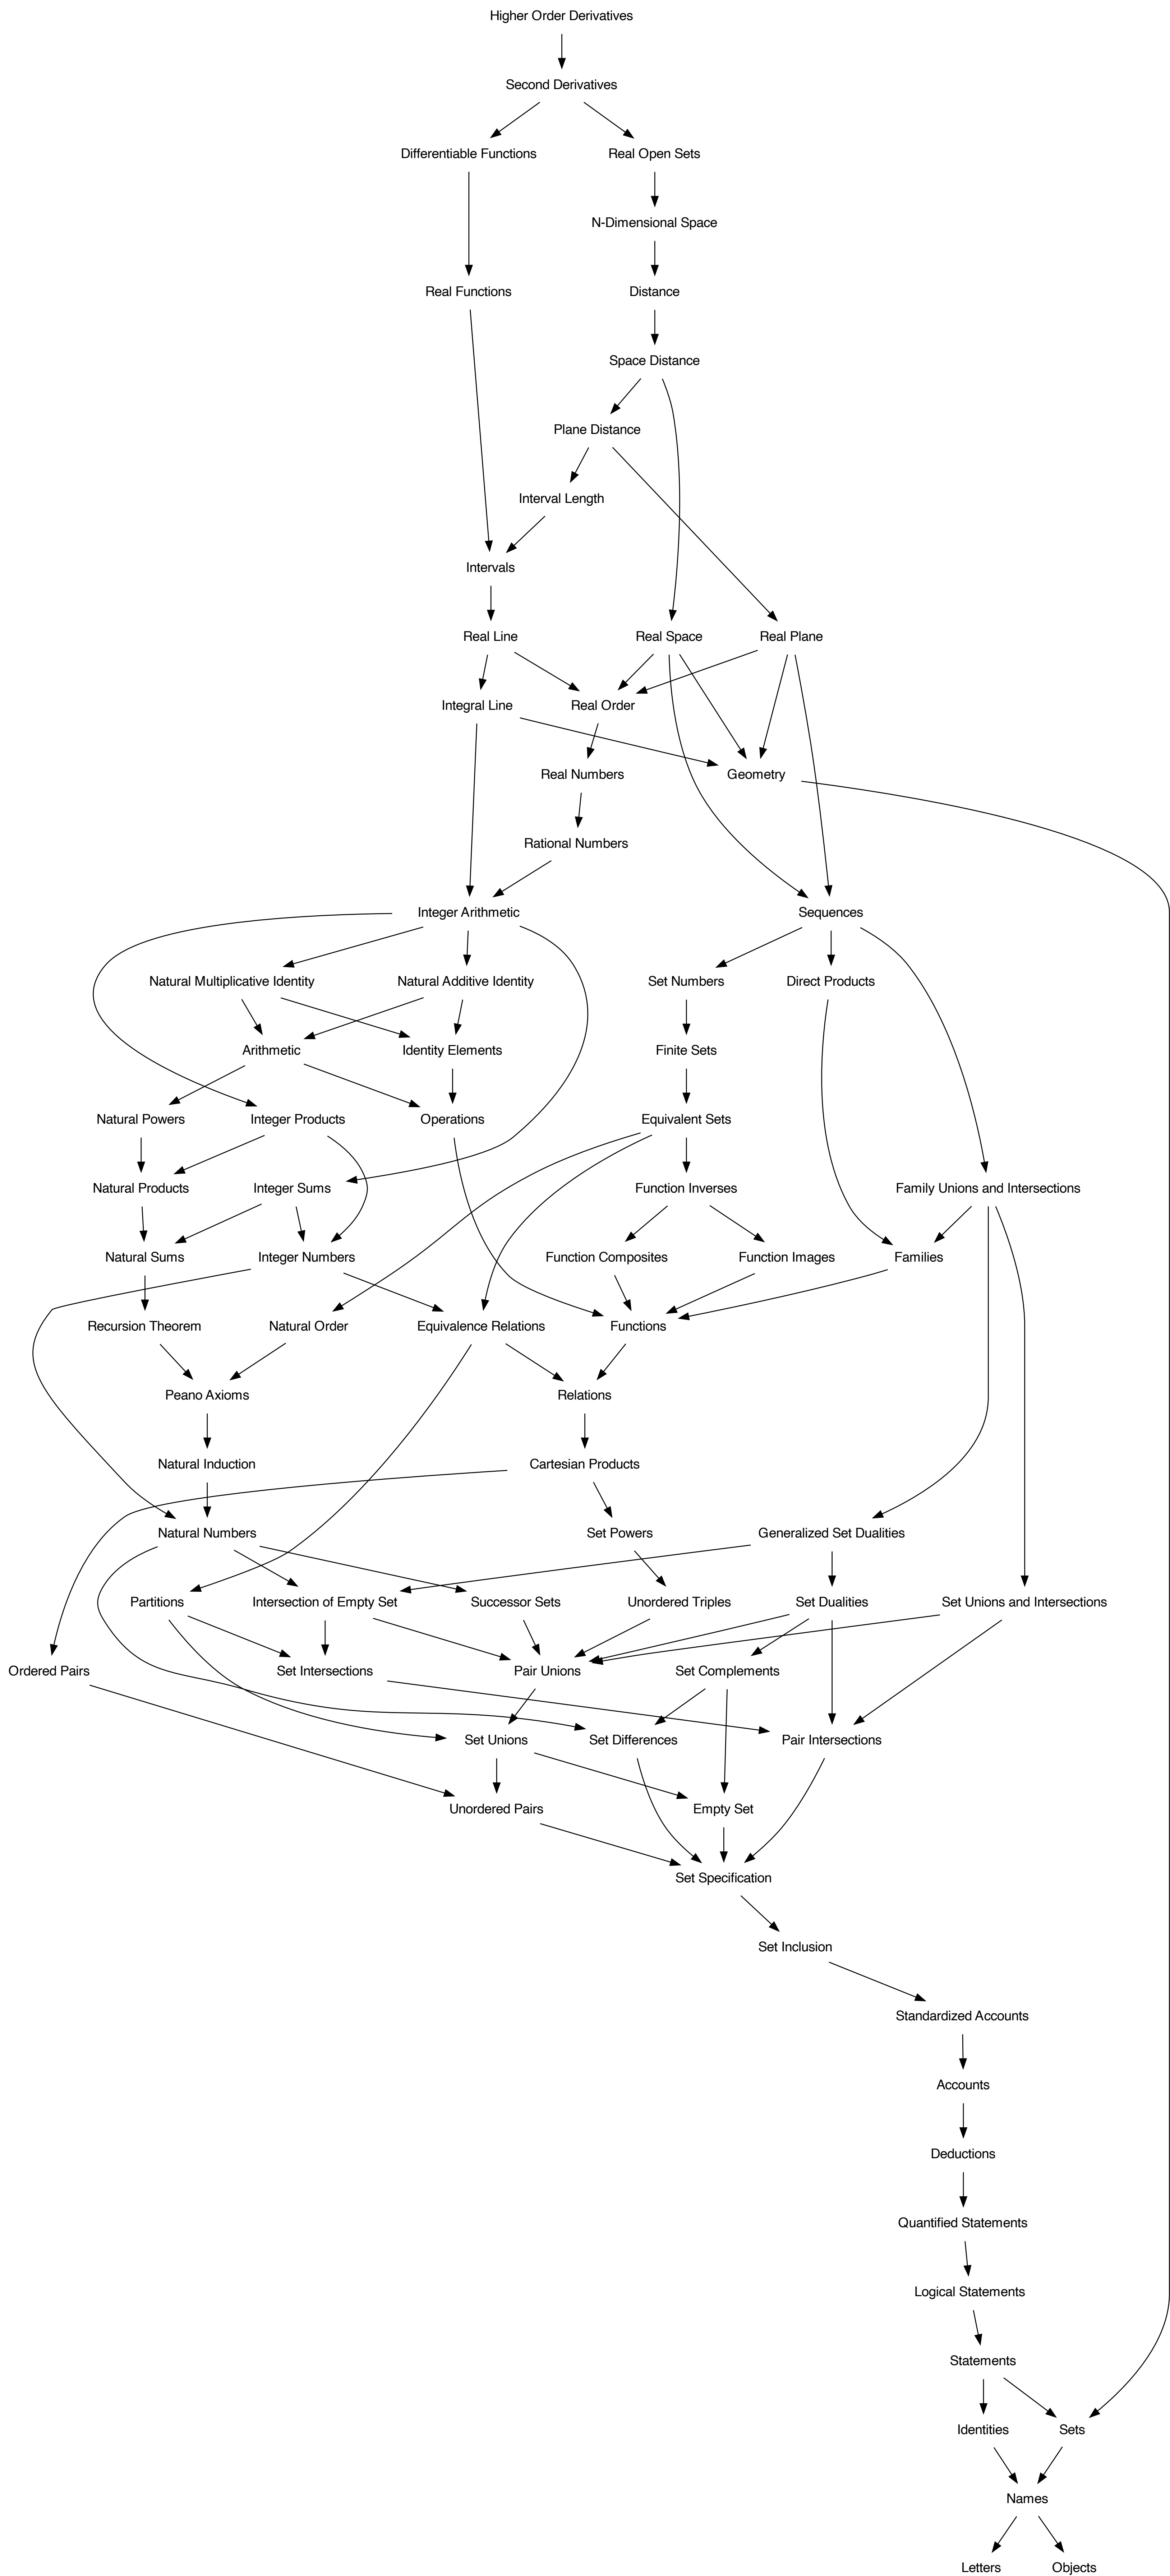 Higher Order Derivatives
Second Derivatives
Differentiable Functions
Real Open Sets
N-Dimensional Space
Real Functions
Distance
Space Distance
Plane Distance
Interval Length
Intervals
Real Line
Real Space
Real Plane
Integral Line
Real Order
Real Numbers
Geometry
Rational Numbers
Integer Arithmetic
Sequences
Natural Multiplicative Identity
Natural Additive Identity
Set Numbers
Direct Products
Arithmetic
Identity Elements
Finite Sets
Natural Powers
Integer Products
Operations
Equivalent Sets
Natural Products
Integer Sums
Function Inverses
Family Unions and Intersections
Natural Sums
Integer Numbers
Function Composites
Function Images
Families
Recursion Theorem
Natural Order
Equivalence Relations
Functions
Peano Axioms
Relations
Natural Induction
Cartesian Products
Natural Numbers
Set Powers
Generalized Set Dualities
Partitions
Intersection of Empty Set
Successor Sets
Unordered Triples
Set Dualities
Set Unions and Intersections
Ordered Pairs
Set Intersections
Pair Unions
Set Complements
Set Unions
Set Differences
Pair Intersections
Unordered Pairs
Empty Set
Set Specification
Set Inclusion
Standardized Accounts
Accounts
Deductions
Quantified Statements
Logical Statements
Statements
Identities
Sets
Names
Letters
Objects